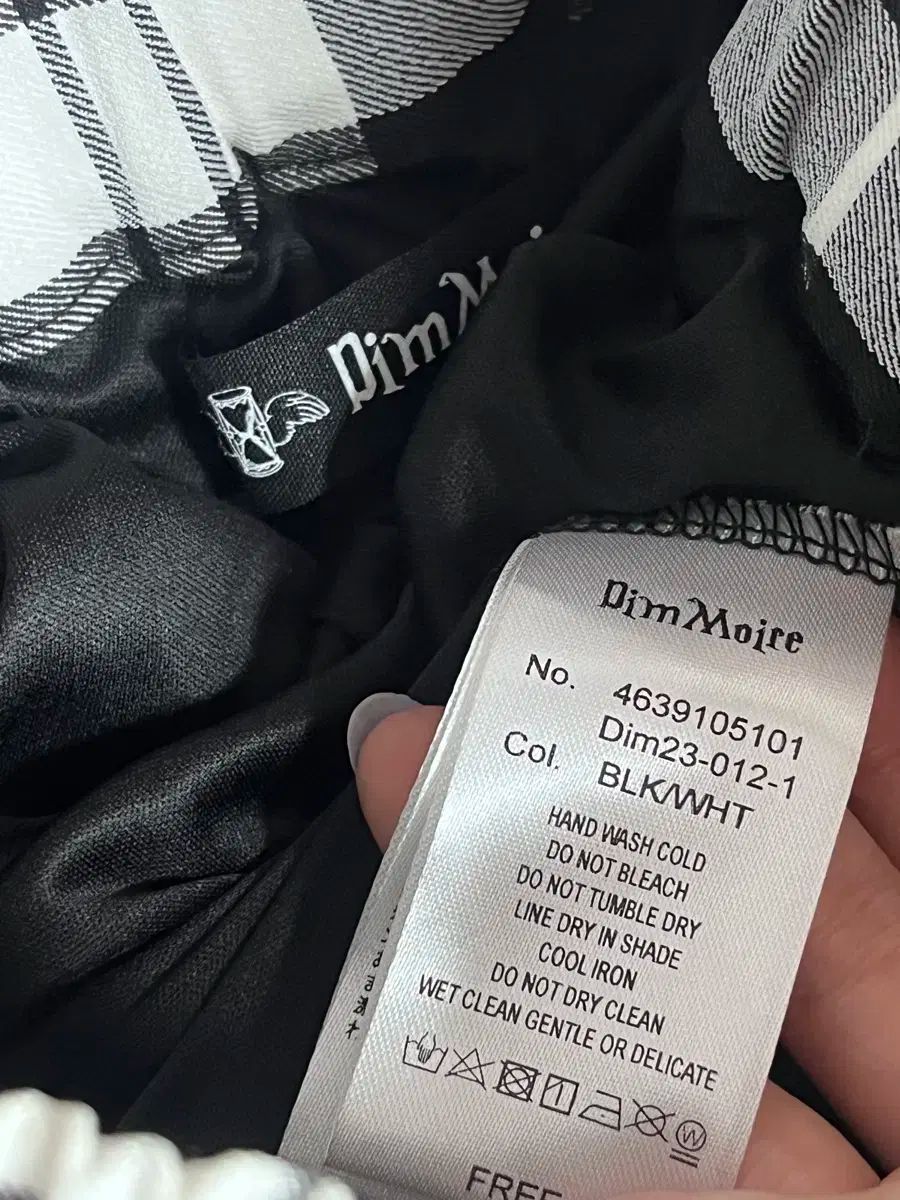 Dim M
Dim Moire
No. 4639105101
Dim23-012-1
Col. BLK/WHT
HAND WASH COLD
DO NOT BLEACH
DO NOT TUMBLE DRY
LINE DRY IN SHADE
COOL IRON
DO NOT DRY CLEAN
WET CLEAN GENTLE OR DELICATE
W
FREE